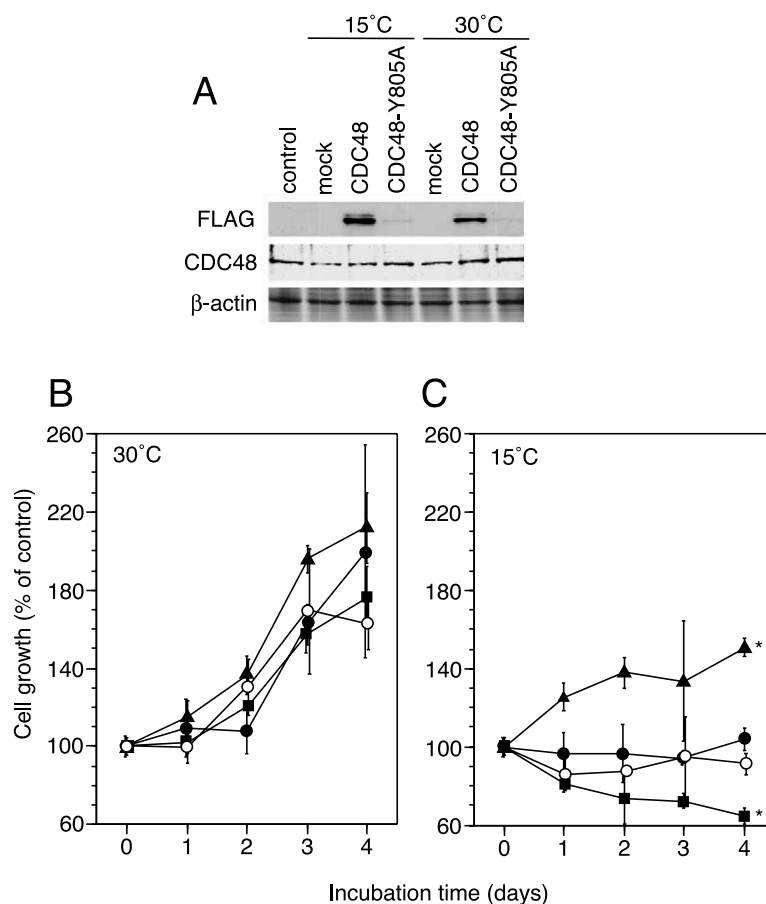 15°C 30°C
A
control
mock
CDC48
CDC48-Y805A
mock
CDC48
CDC48-Y805A
FLAG
CDC48
β-actin
B C
260 260
30°C 15°C
220 220
180 180
140 140
100 100
60 60
* *
0 1 2 3 4 0 1 2 3 4
Cell growth (% of control)
Incubation time (days)